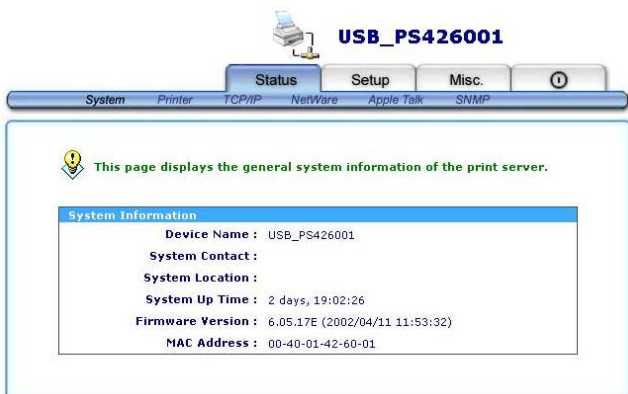 USB_PS426001
Status Setup Misc.
System Printer TCP/IP NetWare Apple Talk SNMP
This page displays the general system information of the print server.
System Information
Device Name : USB_PS426001
System Contact :
System Location :
System Up Time : 2 days, 19:02:26
Firmware Version : 6.05.17E (2002/04/11 11:53:32)
MAC Address : 00-40-01-42-60-01